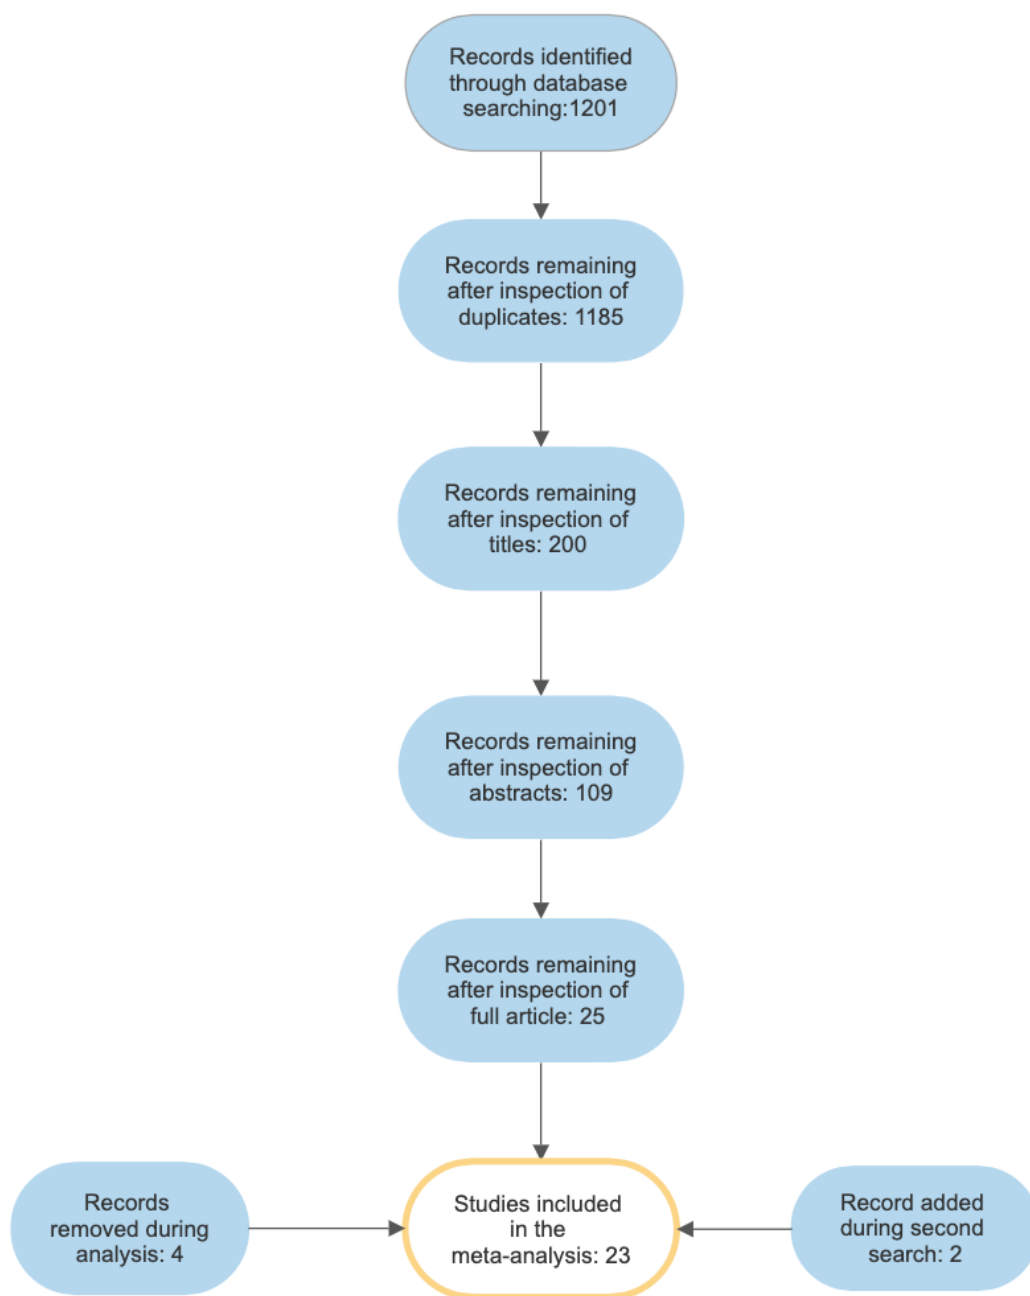 Records identified
through database
searching:1201
Records remaining
after inspection of
duplicates: 1185
Records remaining
after inspection of
titles: 200
Records remaining
after inspection of
abstracts: 109
Records remaining
after inspection of
full article: 25
Records
removed during
analysis: 4
Studies included
in the
meta-analysis: 23
Record added
during second
search: 2